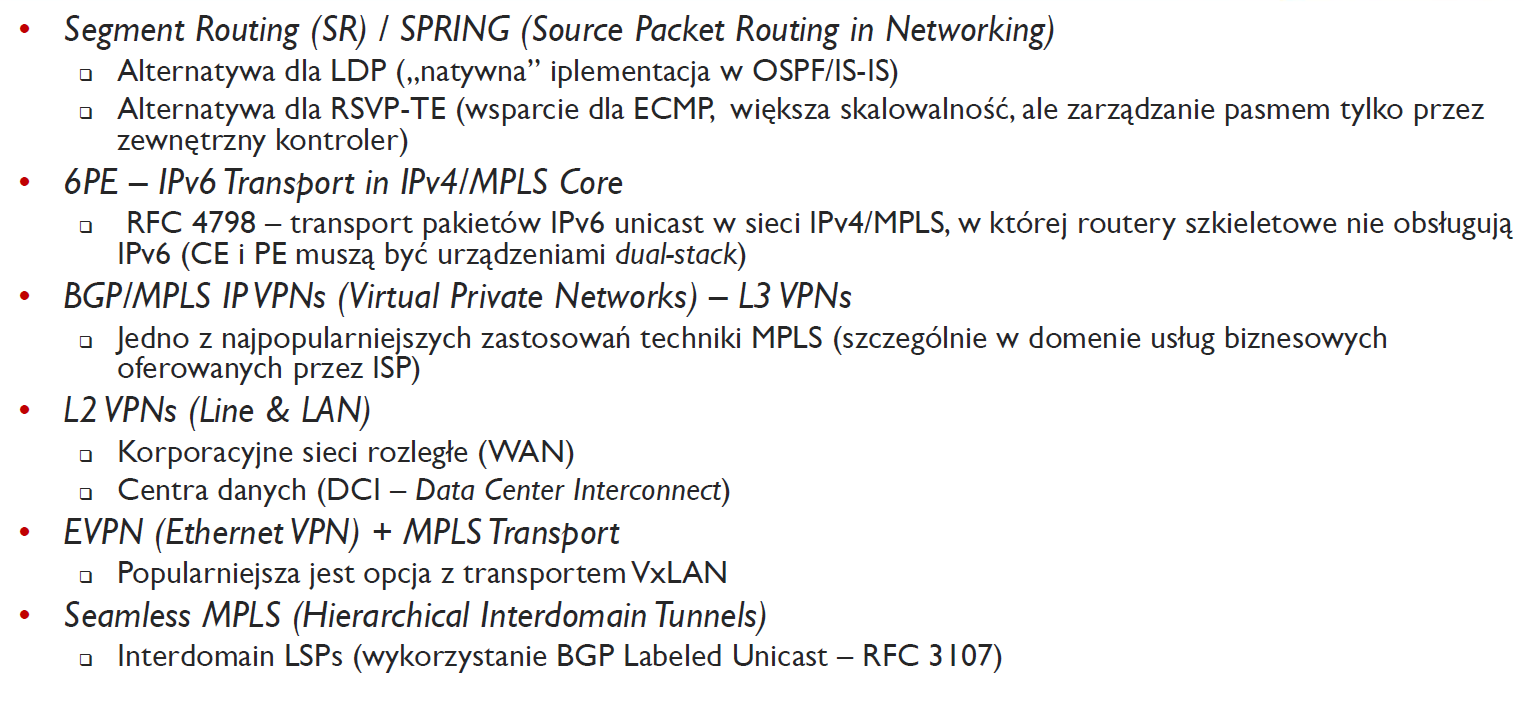 • Segment Routing (SR) / SPRING (Source Packet Routing in Networking)
❑ Alternatywa dla LDP („natywna” iplementacja w OSPF/IS-IS)
❑ Alternatywa dla RSVP-TE (wsparcie dla ECMP, większa skalowalność, ale zarządzanie pasmem tylko przez
zewnętrzny kontroler)
• 6PE – IPv6 Transport in IPv4/MPLS Core
❑ RFC 4798 – transport pakietów IPv6 unicast w sieci IPv4/MPLS, w której routery szkieletowe nie obsługują
IPv6 (CE i PE muszą być urządzeniami dual-stack)
• BGP/MPLS IP VPNs (Virtual Private Networks) – L3 VPNs
❑ Jedno z najpopularniejszych zastosowań techniki MPLS (szczególnie w domenie usług biznesowych
oferowanych przez ISP)
• L2 VPNs (Line & LAN)
❑ Korporacyjne sieci rozległe (WAN)
❑ Centra danych (DCI – Data Center Interconnect)
• EVPN (Ethernet VPN) + MPLS Transport
❑ Popularniejsza jest opcja z transportem VxLAN
• Seamless MPLS (Hierarchical Interdomain Tunnels)
❑ Interdomain LSPs (wykorzystanie BGP Labeled Unicast – RFC 3107)